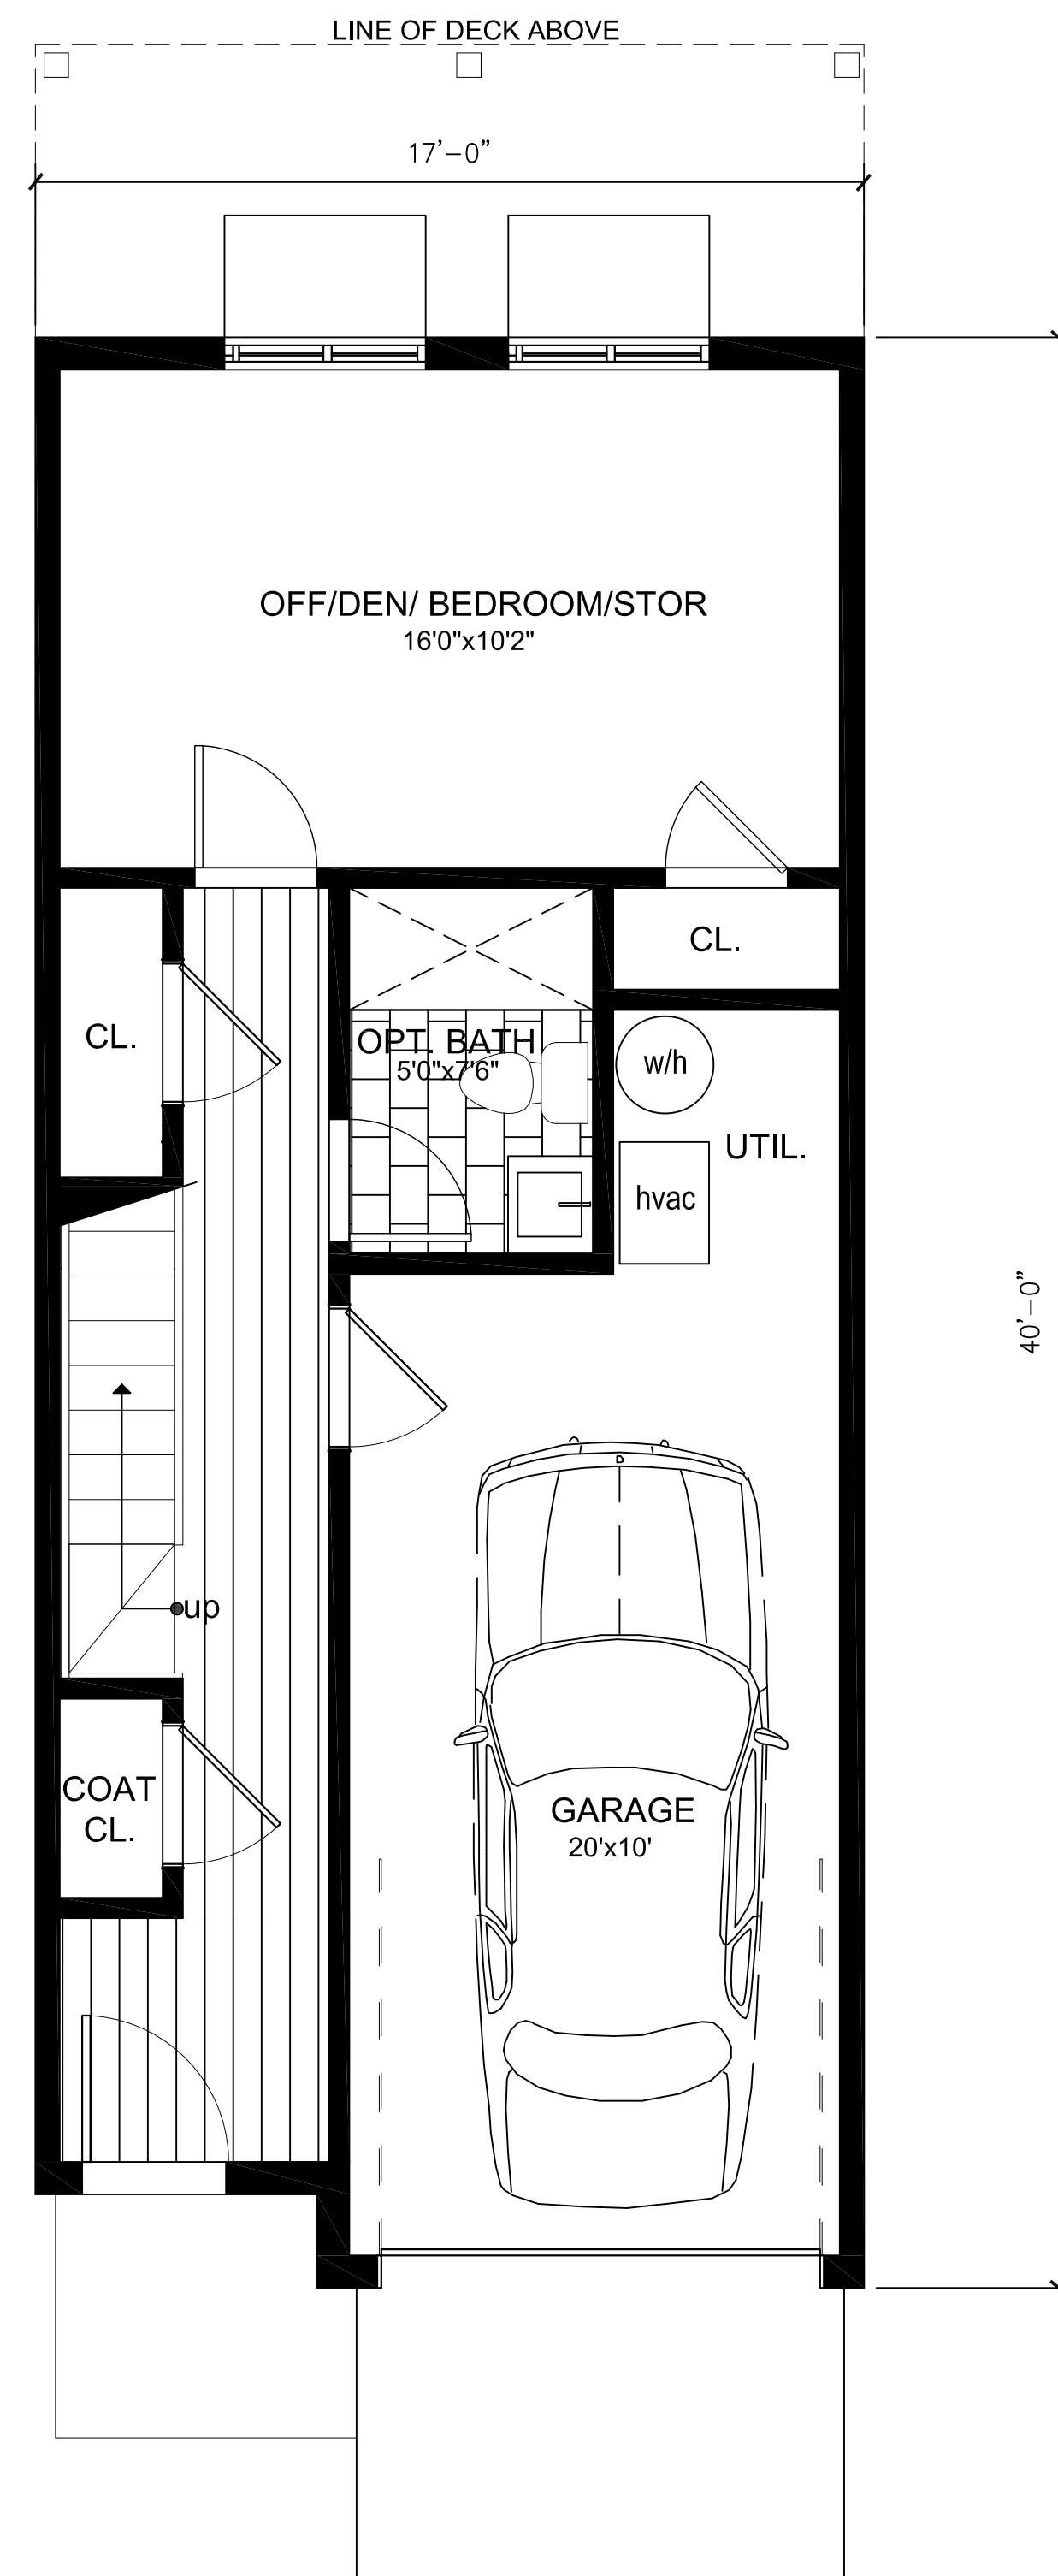 LINE OF DECK ABOVE
17'-0"
OFF/DEN/ BEDROOM/STOR
16'0"x10'2"
CL.
CL.
OPT. BATH
5'0"x7'6"
w/h
UTIL.
hvac
40'-0"
up
COAT
CL.
GARAGE
20'x10'